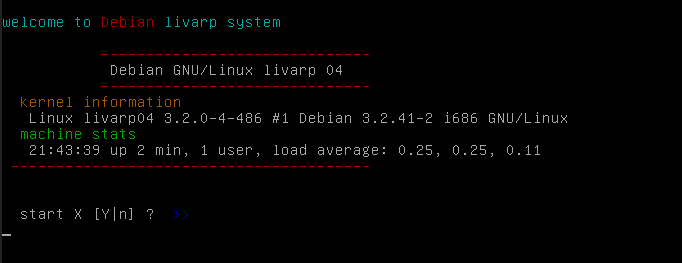 welcome to Debian livarp system
------------------------------
Debian GNU/Linux livarp 04
------------------------------
kernel information
Linux livarp04 3.2.0-4-486 #1 Debian 3.2.41-2 i686 GNU/Linux
machine stats
21:43:39 up 2 min, 1 user, load average: 0.25, 0.25, 0.11
----------------------------------------
start X [Y|n] ? >>
_